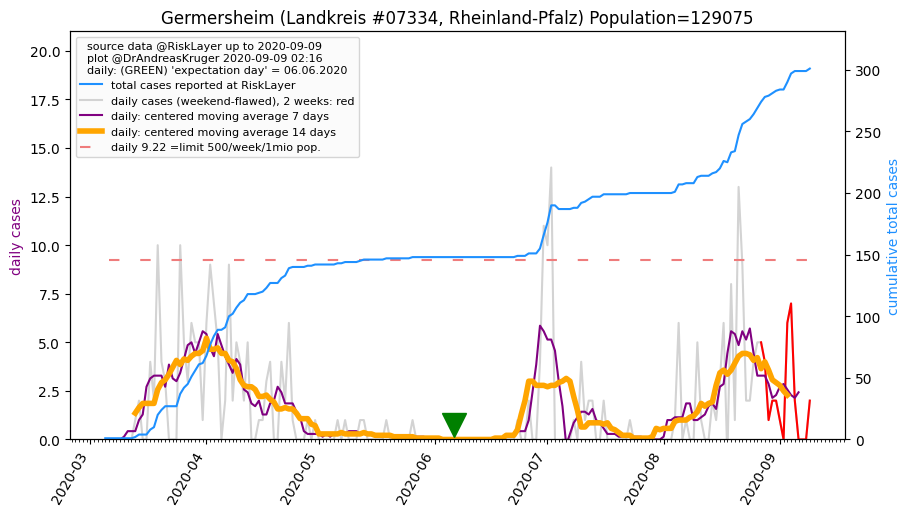 Germersheim (Landkreis #07334, Rheinland-Pfalz) Population=129075
source data @RiskLayer up to 2020-09-09
plot @DrAndreasKruger 2020-09-09 02:16
daily: (GREEN) 'expectation day' = 06.06.2020
total cases reported at RiskLayer
daily cases (weekend-flawed), 2 weeks: red
daily: centered moving average 7 days
daily: centered moving average 14 days
daily 9.22 =limit 500/week/1mio pop.
daily cases
20.0
17.5
15.0
12.5
10.0
7.5
5.0
2.5
0.0
cumulative total cases
300
250
200
150
100
50
0
2020-03
2020-04
2020-05
2020-06
2020-07
2020-08
2020-09